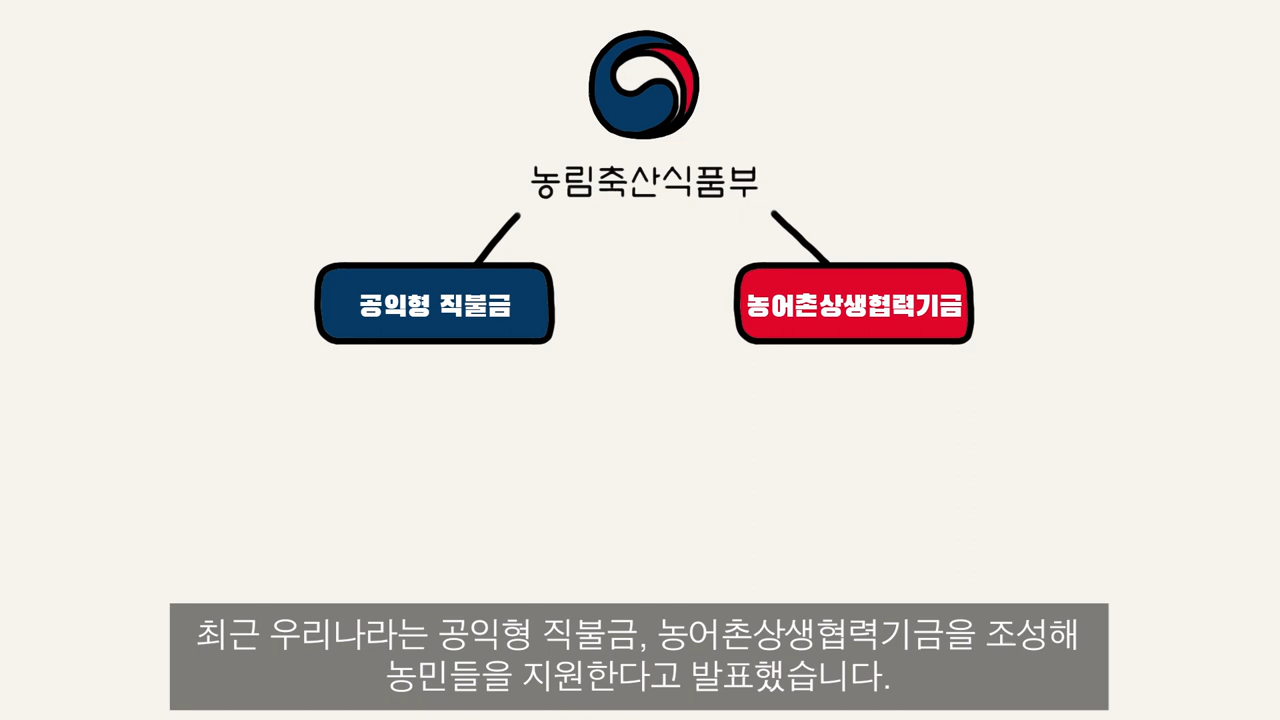 농림축산식품부
공익형 직불금
농어촌상생협력기금
최근 우리나라는 공익형 직불금, 농어촌상생협력기금을 조성해
농민들을 지원한다고 발표했습니다.